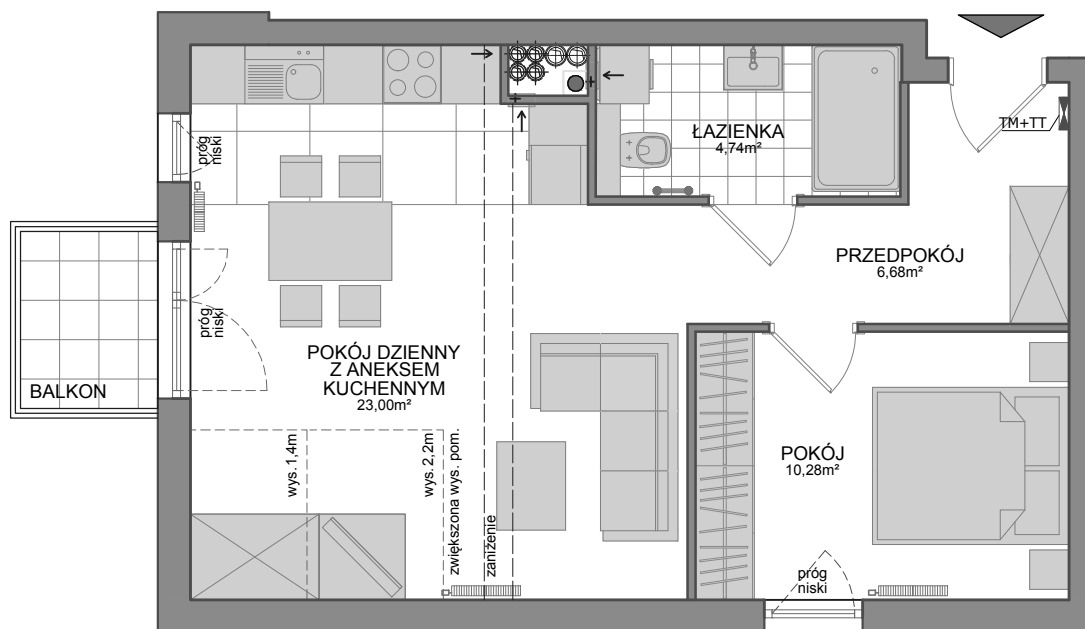 TM+TT
ŁAZIENKA
4,74m²
próg
niski
PRZEDPOKÓJ
6,68m²
próg
niski
POKÓJ DZIENNY
Z ANEKSEM
KUCHENNYM
23,00m²
BALKON
wys.1,4m
wys.2,2m
zwiększona wys. pom.
zaniżenie
POKÓJ
10,28m²
próg
niski